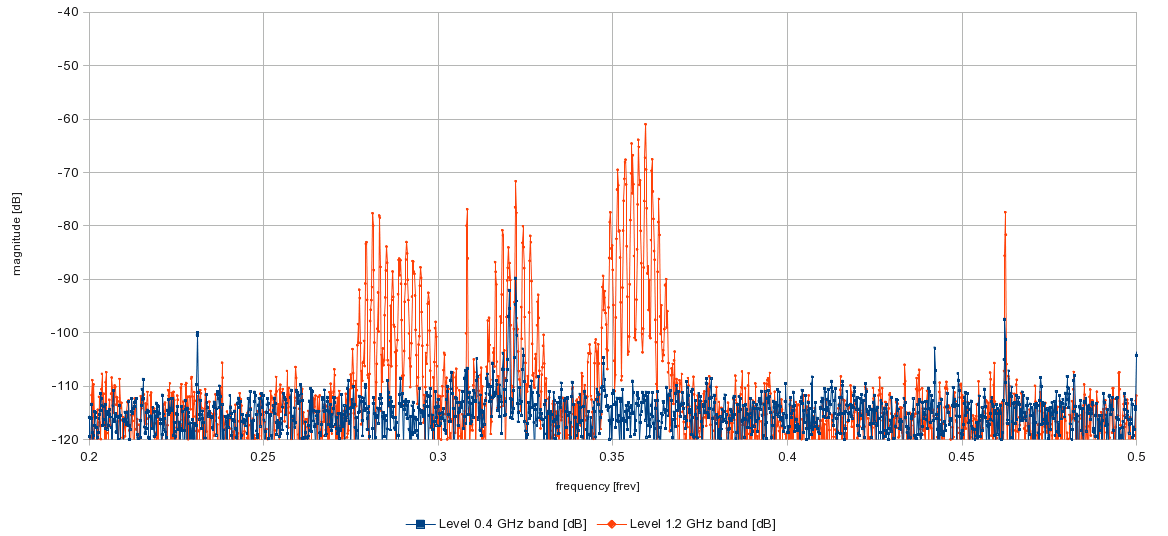 -40
-50
-60
-70
-80
-90
-100
-110
-120
magnitude [dB]
0.2 0.25 0.3 0.35 0.4 0.45 0.5
frequency [frev]
Level 0.4 GHz band [dB] Level 1.2 GHz band [dB]